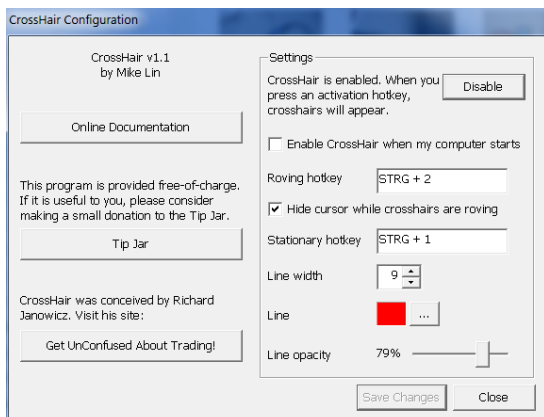 CrossHair Configuration
CrossHair v1.1
by Mike Lin
Online Documentation
This program is provided free-of-charge.
If it is useful to you, please consider
making a small donation to the Tip Jar.
Tip Jar
CrossHair was conceived by Richard
Janowicz. Visit his site:
Get UnConfused About Trading!
Settings
CrossHair is enabled. When you
press an activation hotkey,
crosshairs will appear.
Disable
Enable CrossHair when my computer starts
Roving hotkey
STRG + 2
Hide cursor while crosshairs are roving
Stationary hotkey
STRG + 1
Line width
9
Line
...
Line opacity
79%
Save Changes
Close